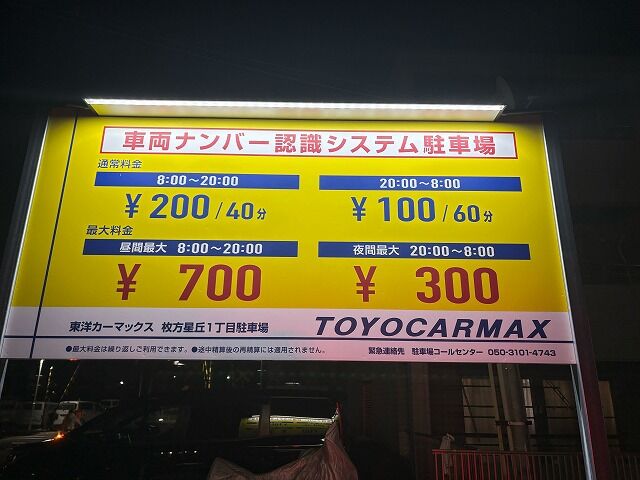 車両ナンバー認識システム駐車場
通常料金
8:00～20:00
¥200/40分
20:00～8:00
¥100/60分
最大料金
昼間最大 8:00～20:00
¥ 700
夜間最大 20:00～8:00
¥ 300
東洋カーマックス 枚方星丘1丁目駐車場
TOYOCARMAX
●最大料金は繰り返しご利用できます。●途中精算後の再精算には適用されません。
緊急連絡先 駐車場コールセンター 050-3101-4743